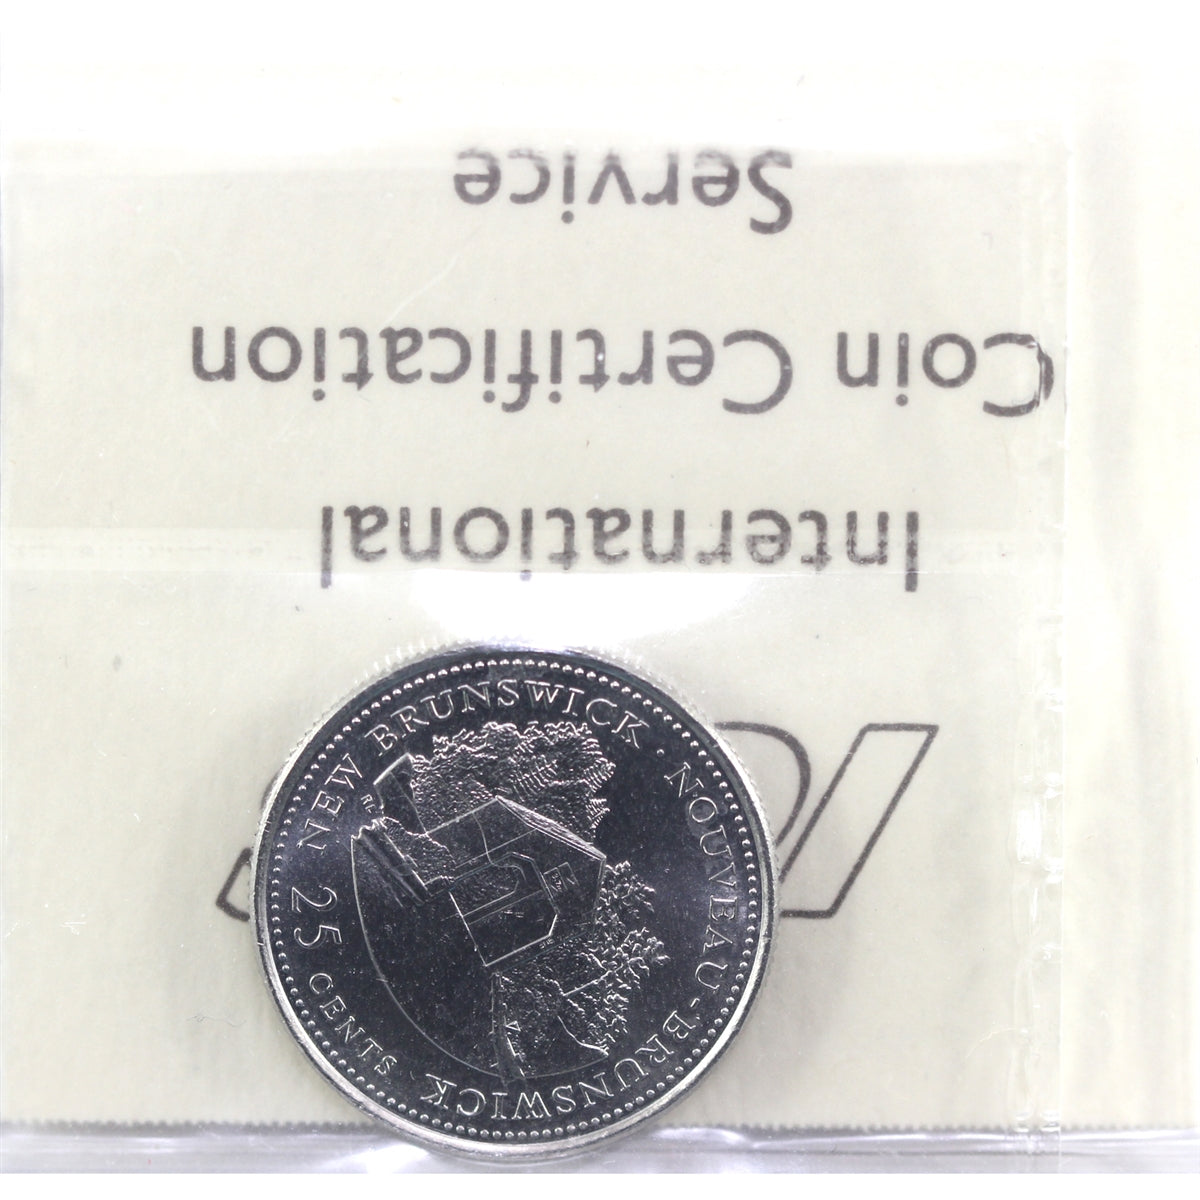 International
Coin Certification
Service
NEW BRUNSWICK · NOUVEAU-BRUNSWICK
25 CENTS